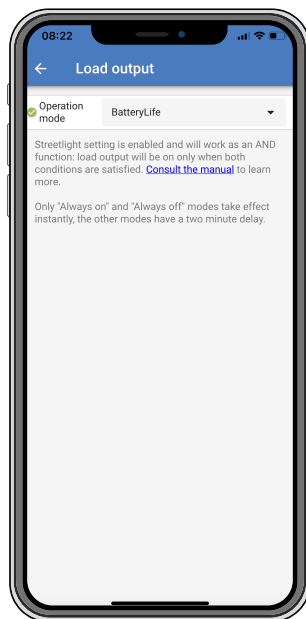 08:22
Load output
Operation
mode
BatteryLife
Streetlight setting is enabled and will work as an AND
function: load output will be on only when both
conditions are satisfied. Consult the manual to learn
more.
Only "Always on" and "Always off" modes take effect
instantly, the other modes have a two minute delay.